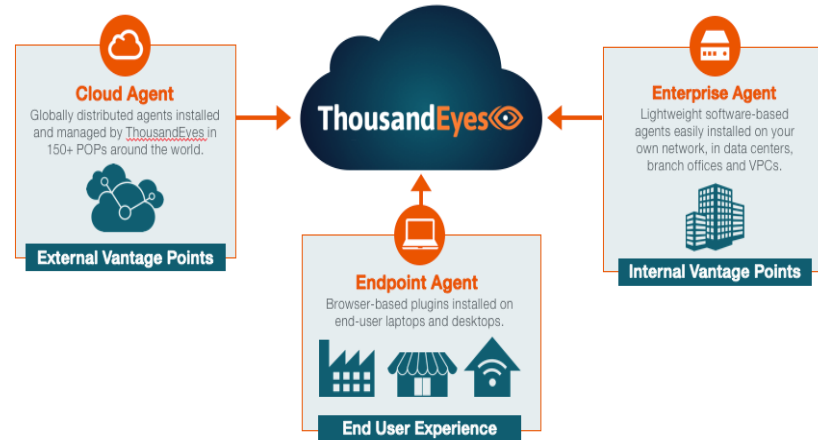 Cloud Agent
Globally distributed agents installed
and managed by ThousandEyes in
150+ POPs around the world.
External Vantage Points
ThousandEyes
Endpoint Agent
Browser-based plugins installed on
end-user laptops and desktops.
End User Experience
Enterprise Agent
Lightweight software-based
agents easily installed on your
own network, in data centers,
branch offices and VPCs.
Internal Vantage Points